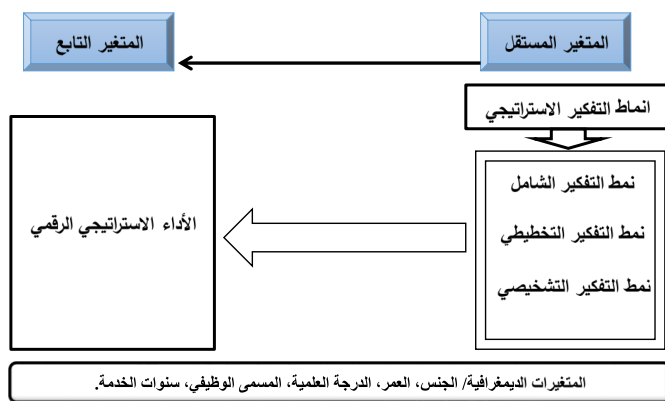 المتغير المستقل
المتغير التابع
انماط التفكير الاستراتيجي
نمط التفكير الشامل
نمط التفكير التخطيطي
نمط التفكير التشخيصي
الأداء الاستراتيجي الرقمي
المتغيرات الديمغرافية/ الجنس، العمر، الدرجة العلمية، المسمى الوظيفي، سنوات الخدمة.